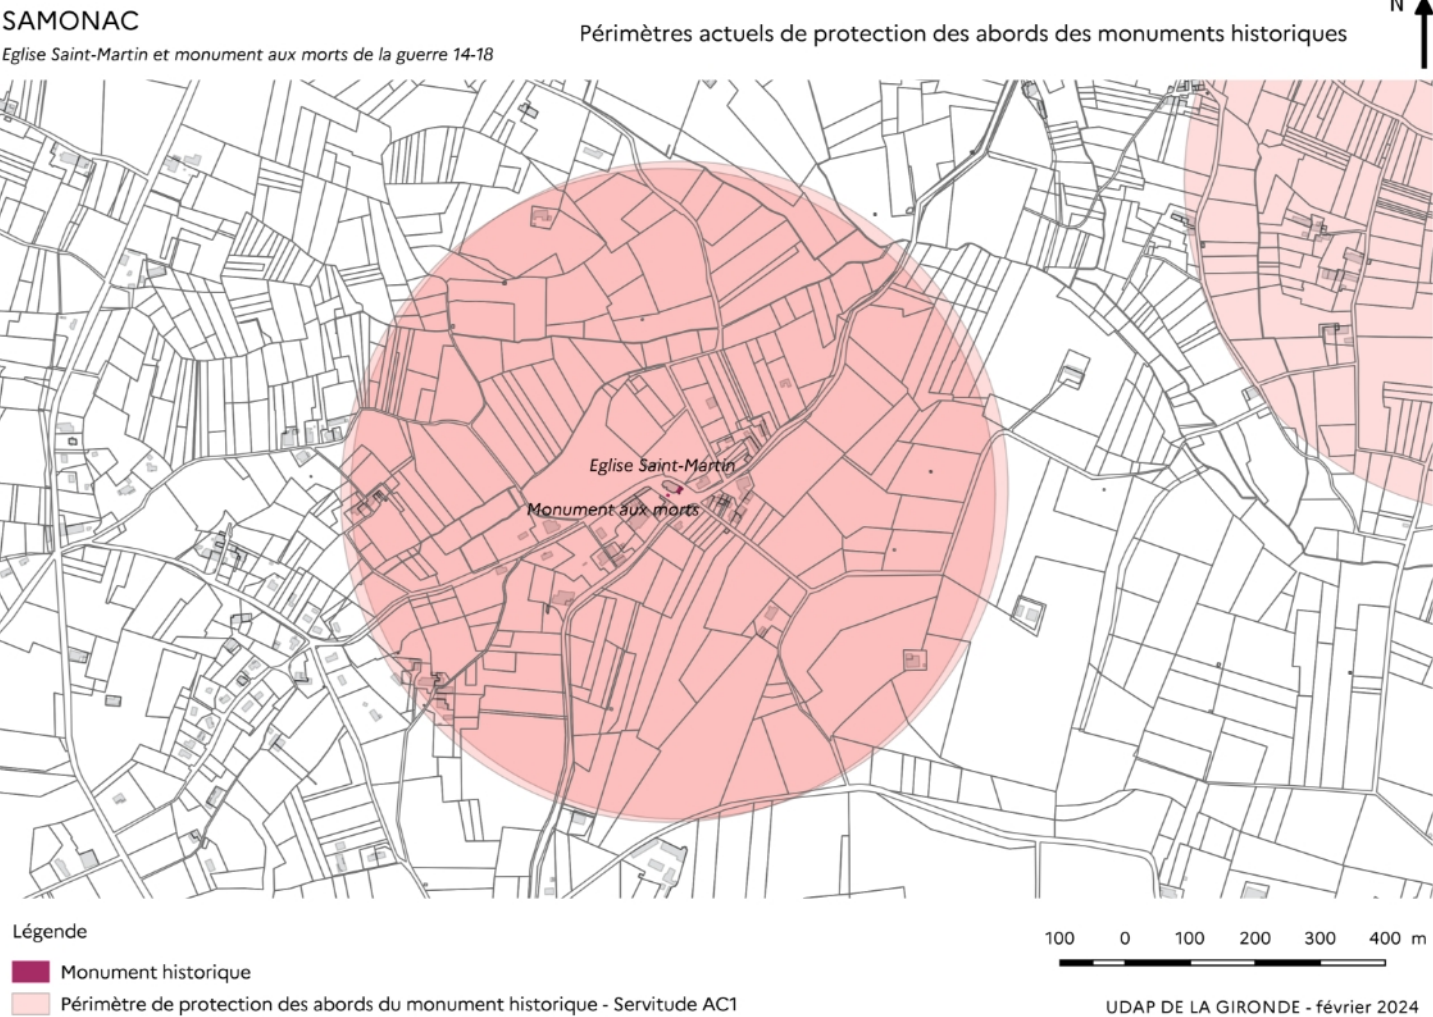 SAMONAC
Eglise Saint-Martin et monument aux morts de la guerre 14-18
Périmètres actuels de protection des abords des monuments historiques
N
Eglise Saint-Martin
Monument aux morts
Légende
Monument historique
Périmètre de protection des abords du monument historique - Servitude AC1
100 0 100 200 300 400 m
UDAP DE LA GIRONDE - février 2024